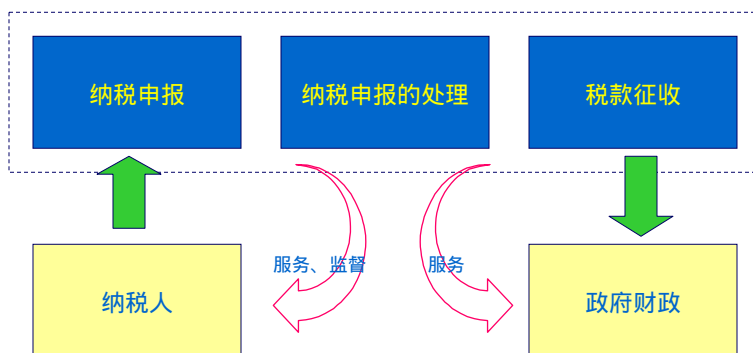 纳税申报
纳税申报的处理
税款征收
服务、监督
服务
纳税人
政府财政